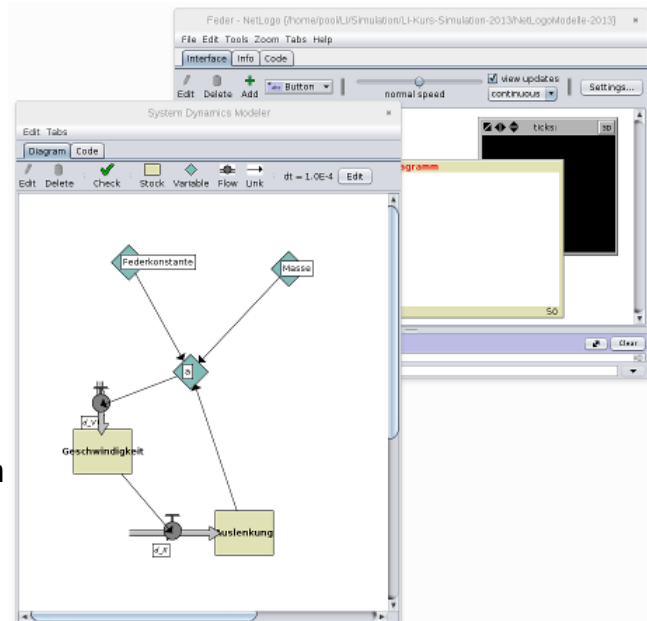 Feder - NetLogo {/home/pool/LI/Simulation/LI-Kurs-Simulation-2013/NetLogoModelle-2013}
File Edit Tools Zoom Tabs Help
Interface Info Code
Edit Delete Add
Button
normal speed
view updates
continuous
Settings...
ticks:
3D
agramm
50
Clear
System Dynamics Modeler
Edit Tabs
Diagram Code
Edit Delete Check Stock Variable Flow Link dt = 1.0E-4 Edit
Federkonstante
Masse
a
d_V
Geschwindigkeit
Auslenkung
d_X